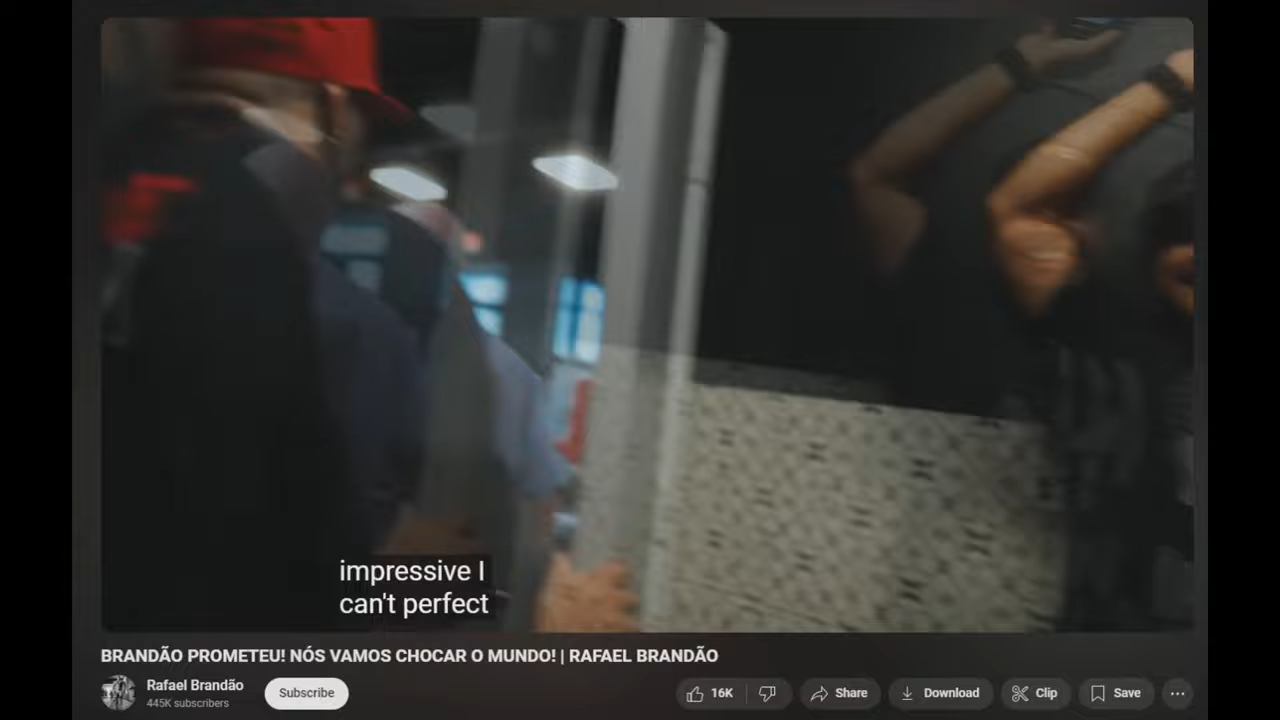 impressive I
can't perfect
BRANDÃO PROMETEU! NÓS VAMOS CHOCAR O MUNDO! | RAFAEL BRANDÃO
Rafael Brandão
445K subscribers
Subscribe
16K
Share
Download
Clip
Save